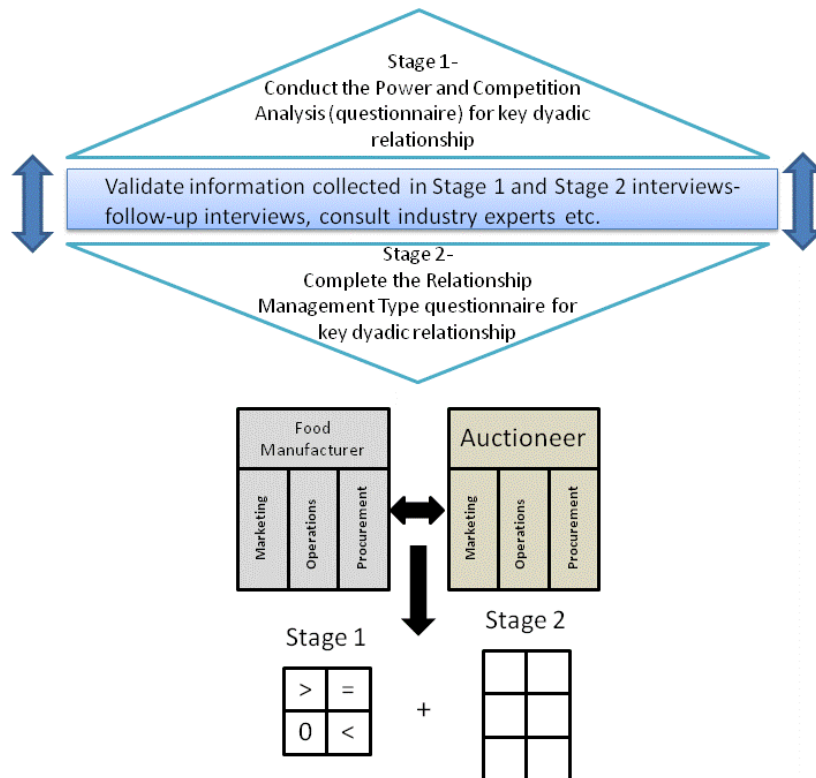 Stage 1-
Conduct the Power and Competition
Analysis (questionnaire) for key dyadic
relationship
Validate information collected in Stage 1 and Stage 2 interviews-
follow-up interviews, consult industry experts etc.
Stage 2-
Complete the Relationship
Management Type questionnaire for
key dyadic relationship
Food
Manufacturer
Marketing
Operations
Procurement
Auctioneer
Marketing
Operations
Procurement
Stage 1
Stage 2
> =
0 <
+